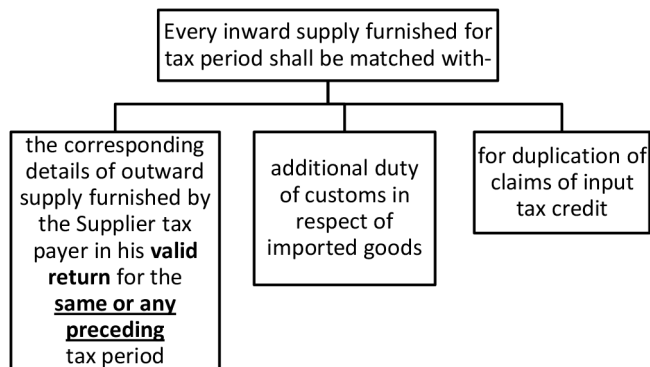 Every inward supply furnished for
tax period shall be matched with-
the corresponding
details of outward
supply furnished by
the Supplier tax
payer in his valid
return for the
same or any
preceding
tax period
additional duty
of customs in
respect of
imported goods
for duplication of
claims of input
tax credit